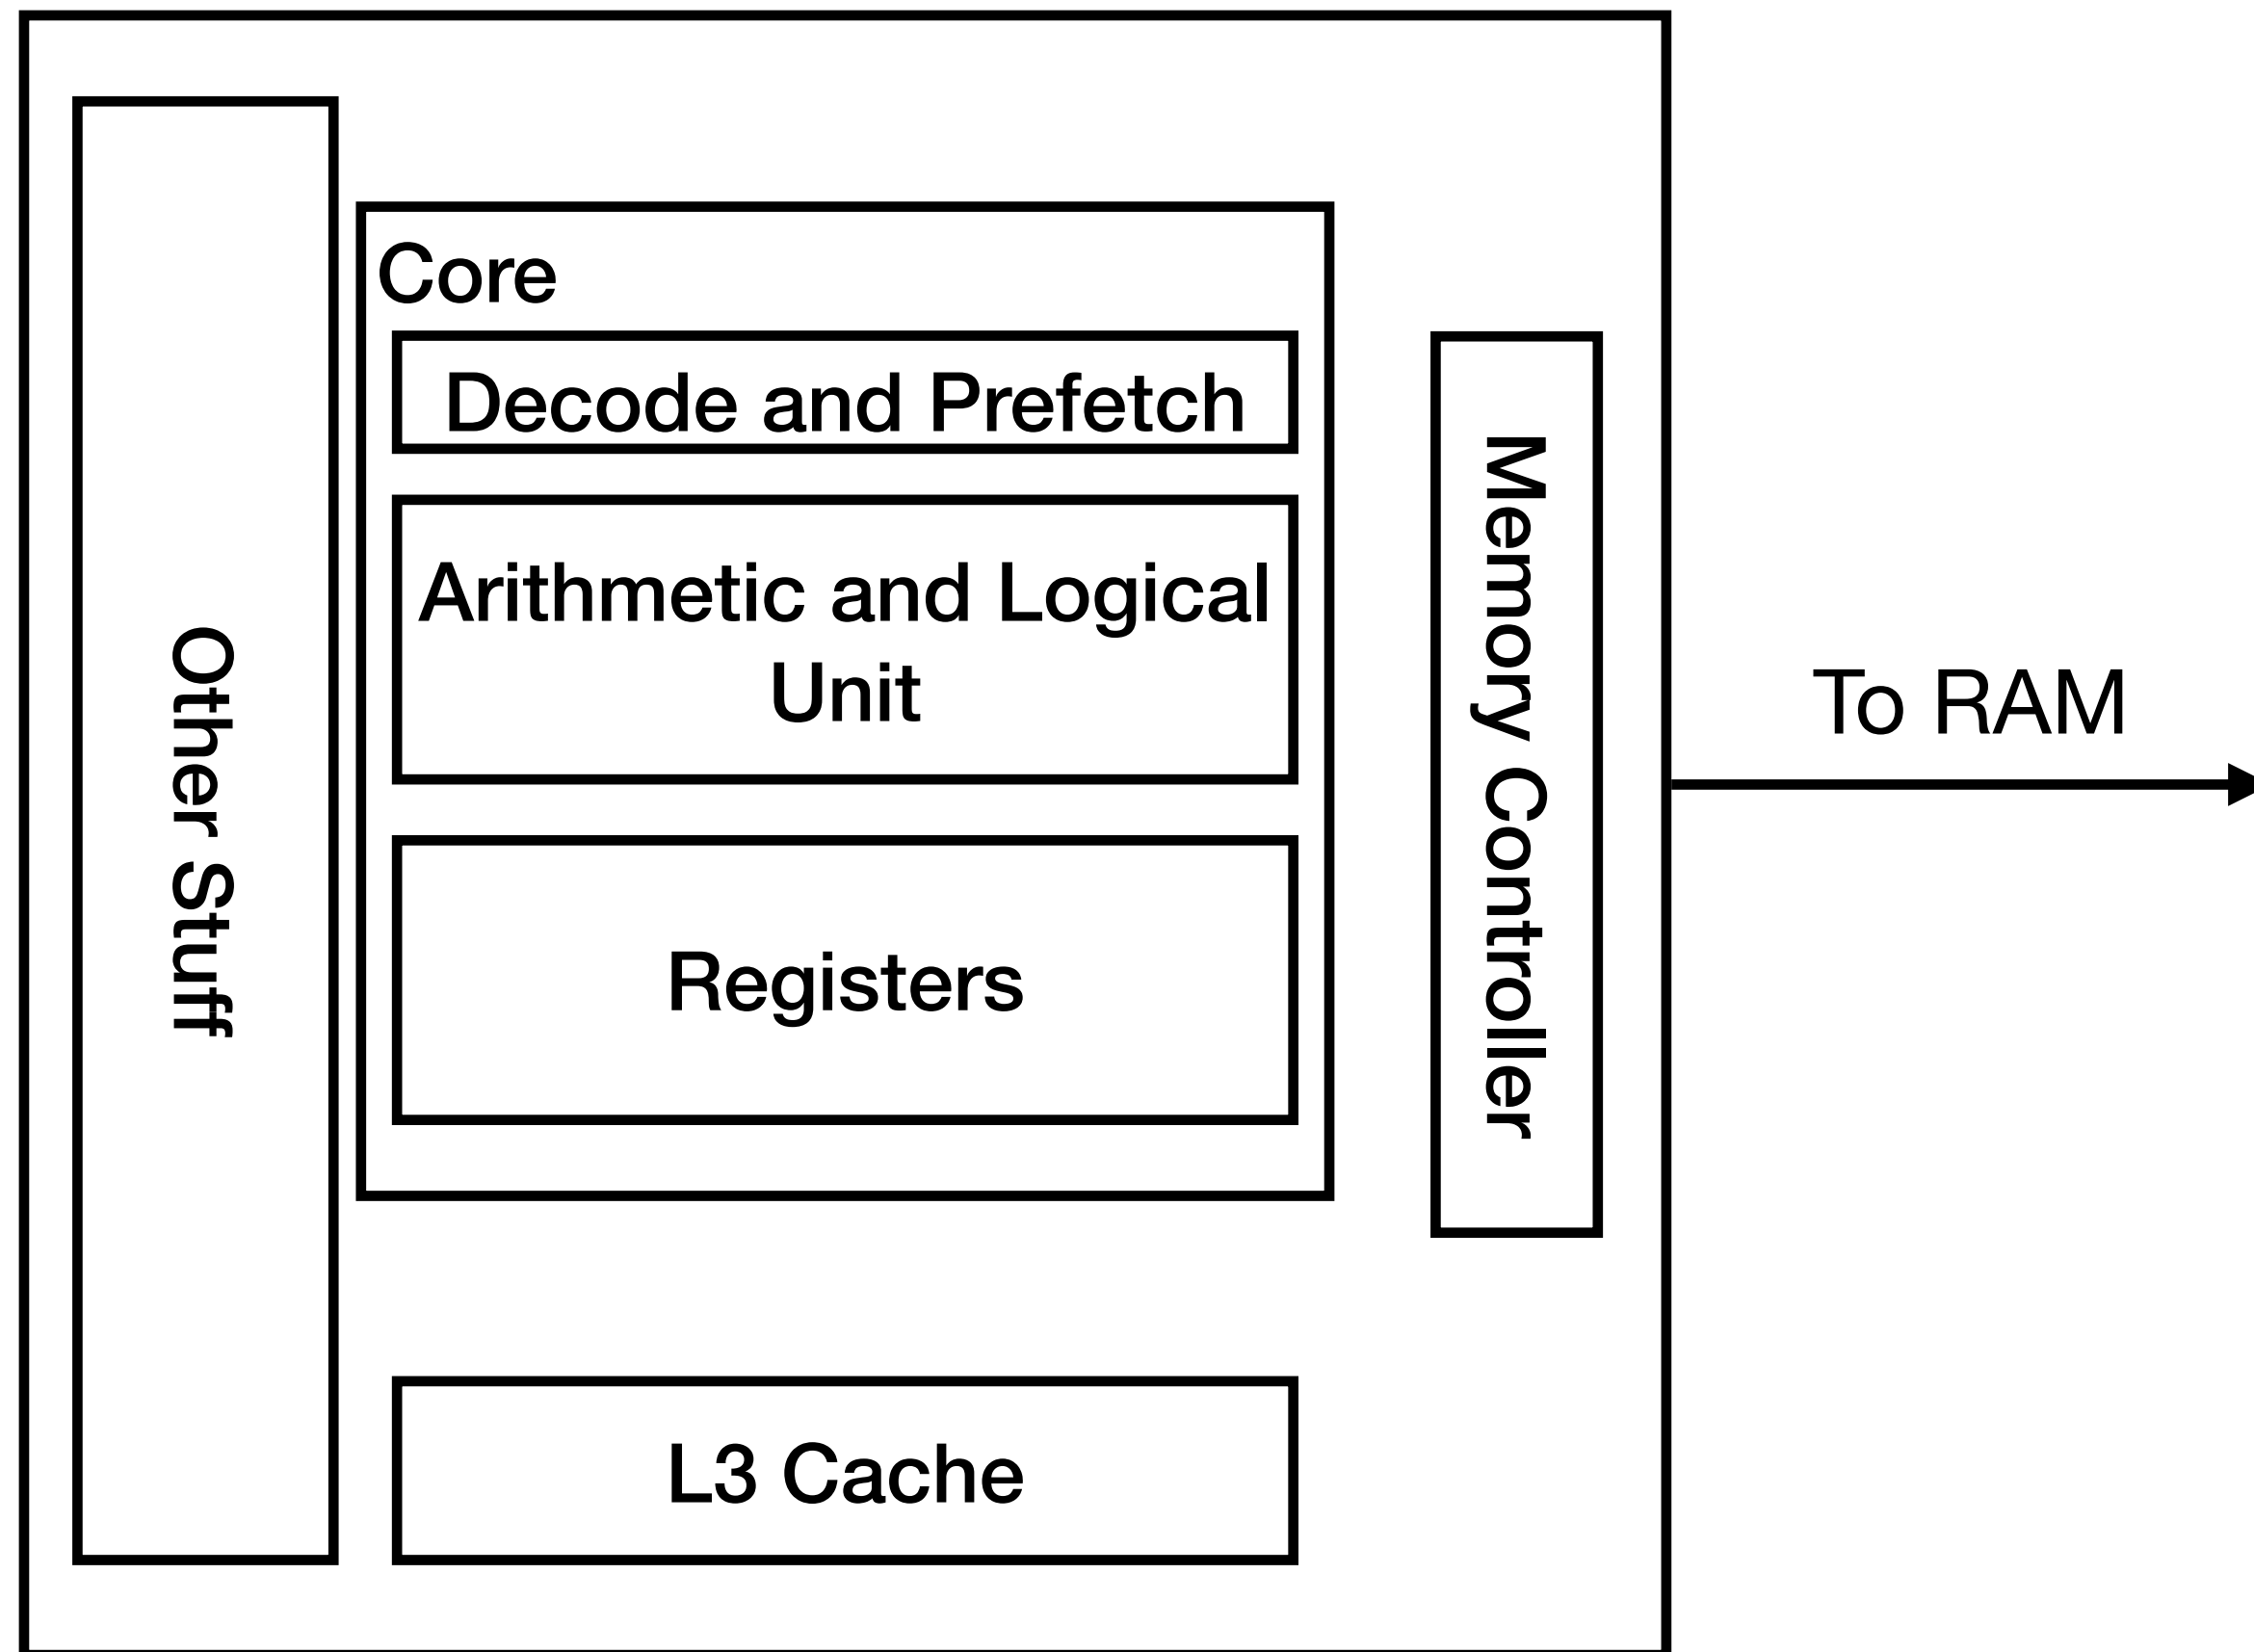 Core
Decode and Prefetch
Arithmetic and Logical
Unit
Registers
L3 Cache
Other Stuff
Memory Controller
To RAM